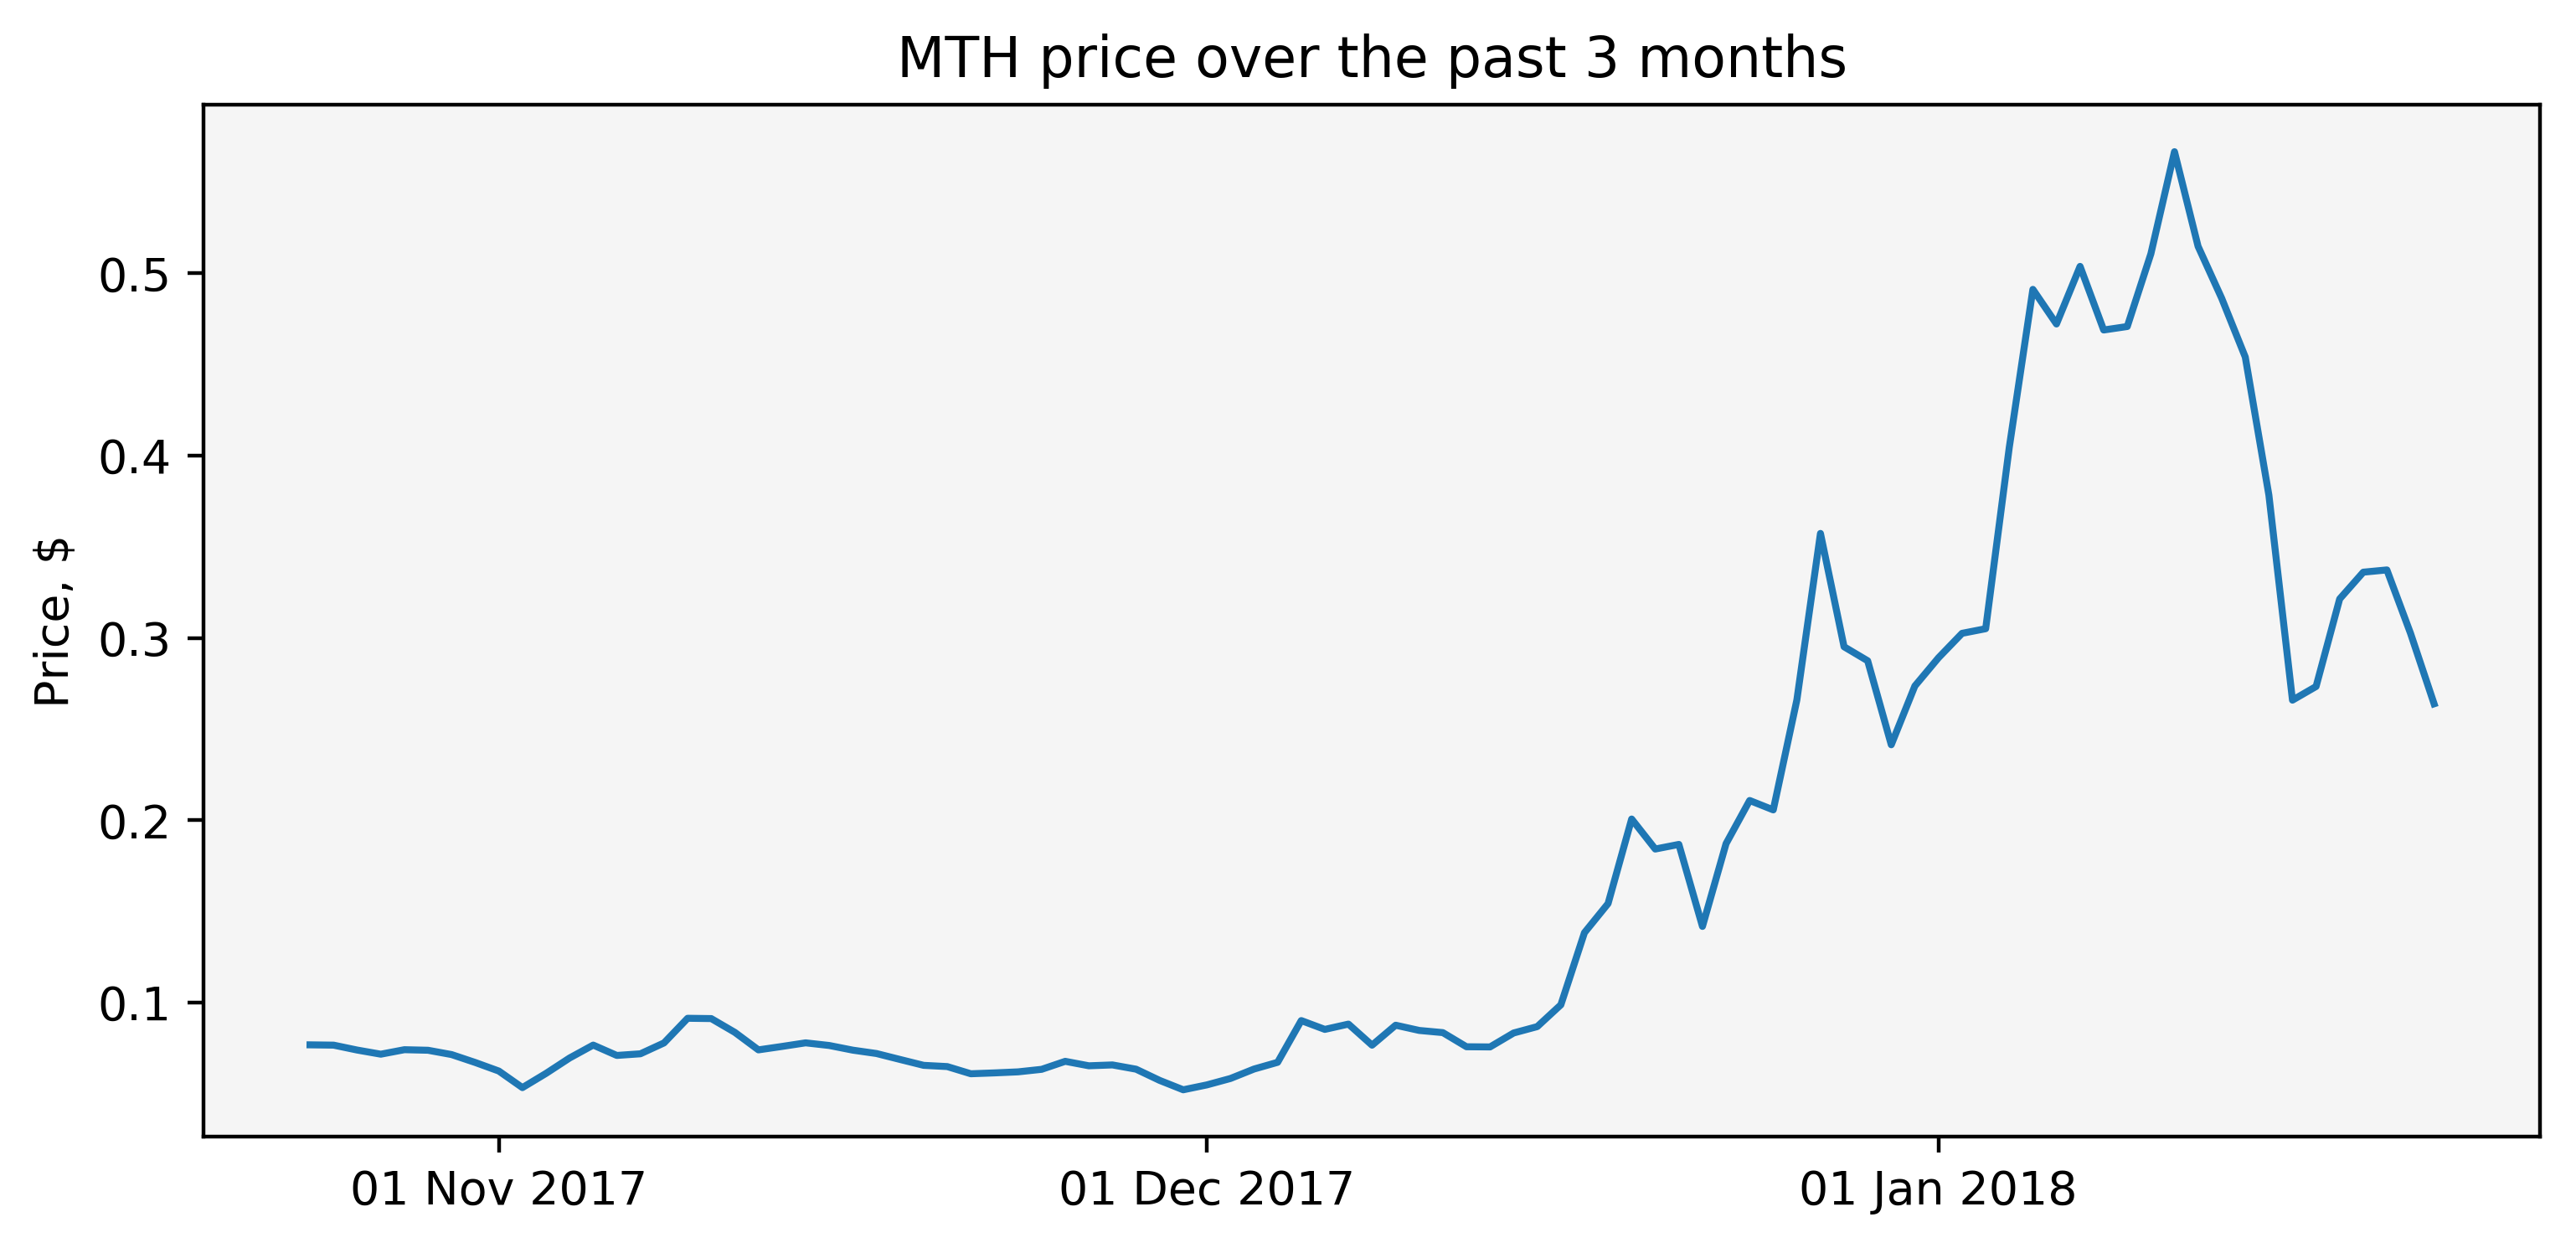 MTH price over the past 3 months
Price, $
0.5
0.4
0.3
0.2
0.1
01 Nov 2017
01 Dec 2017
01 Jan 2018